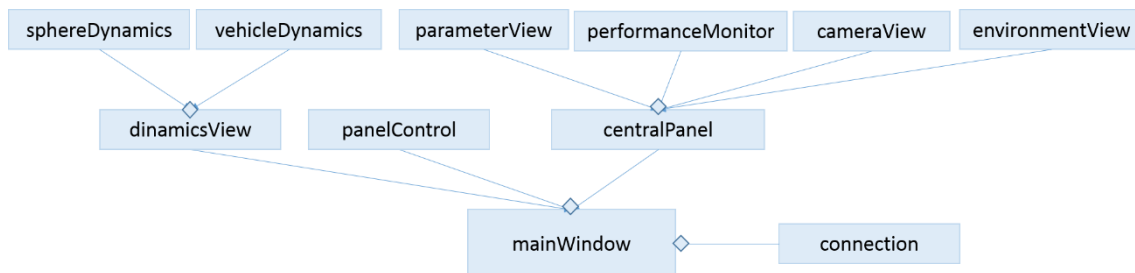 sphereDynamics
vehicleDynamics
parameterView
performanceMonitor
cameraView
environmentView
dinamicsView
panelControl
centralPanel
mainWindow
connection